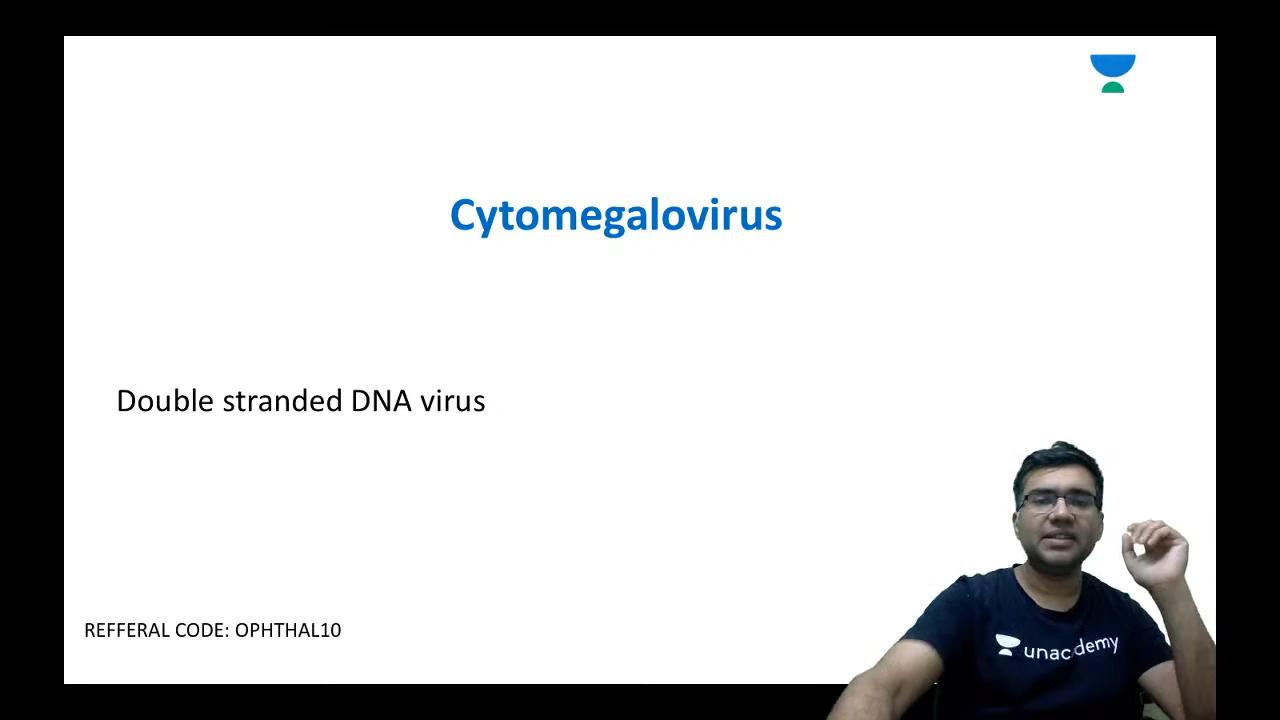 Cytomegalovirus
Double stranded DNA virus
REFFERAL CODE: OPHTHAL10
unacademy